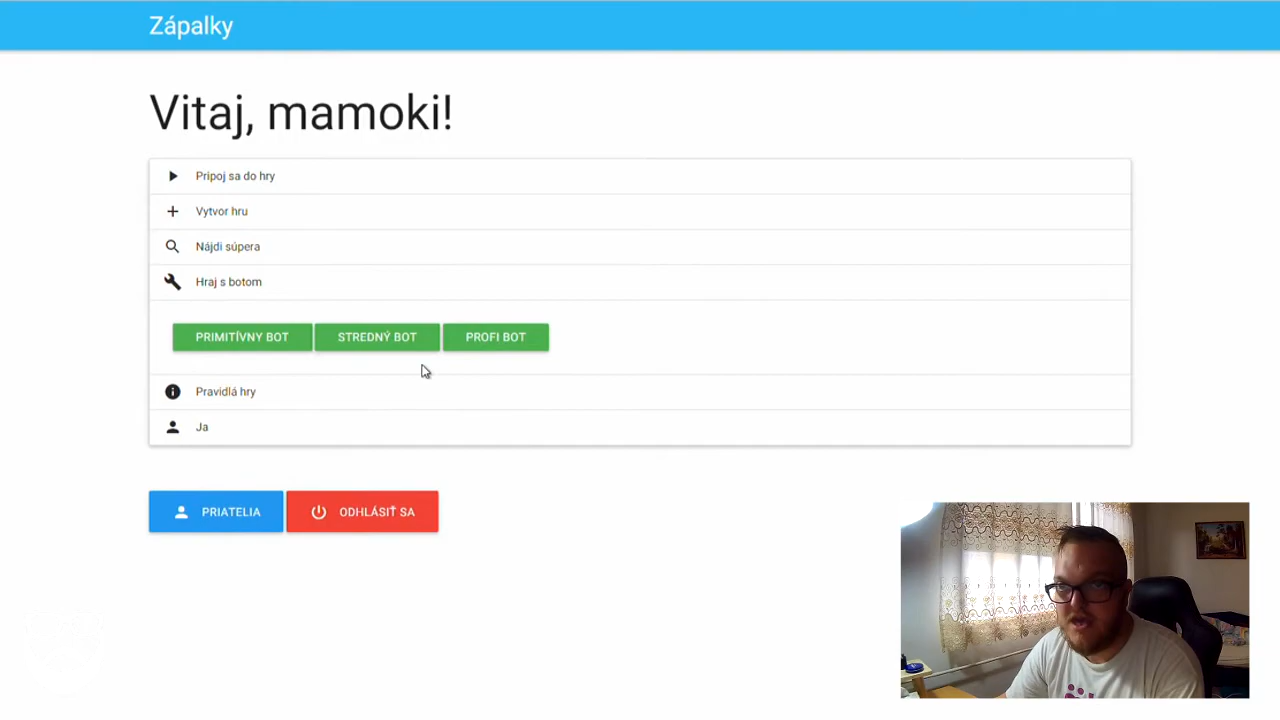 Zápalky
Vitaj, mamoki!
Pripoj sa do hry
Vytvor hru
Nájdi súpera
Hraj s botom
PRIMITÍVNY BOT STREDNÝ BOT PROFI BOT
Pravidlá hry
Ja
PRIATELIA ODHLÁSIŤ SA